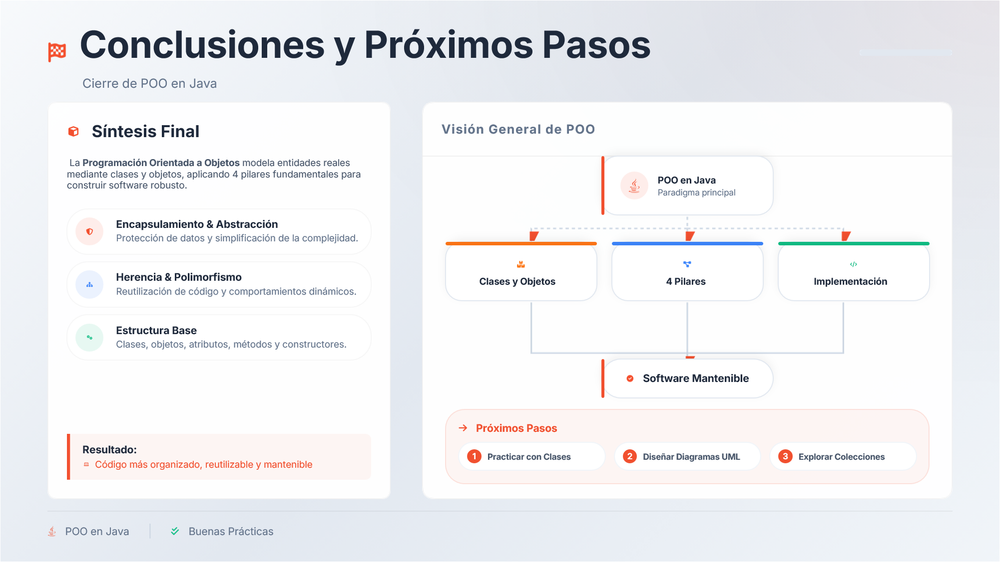 Conclusiones y Próximos Pasos
Cierre de POO en Java
Síntesis Final
La Programación Orientada a Objetos modela entidades reales
mediante clases y objetos, aplicando 4 pilares fundamentales para
construir software robusto.
Encapsulamiento & Abstracción
Protección de datos y simplificación de la complejidad.
Herencia & Polimorfismo
Reutilización de código y comportamientos dinámicos.
Estructura Base
Clases, objetos, atributos, métodos y constructores.
Resultado:
Código más organizado, reutilizable y mantenible
Visión General de POO
POO en Java
Paradigma principal
Clases y Objetos
4 Pilares
Implementación
Software Mantenible
Próximos Pasos
1 Practicar con Clases
2 Diseñar Diagramas UML
3 Explorar Colecciones
POO en Java
Buenas Prácticas